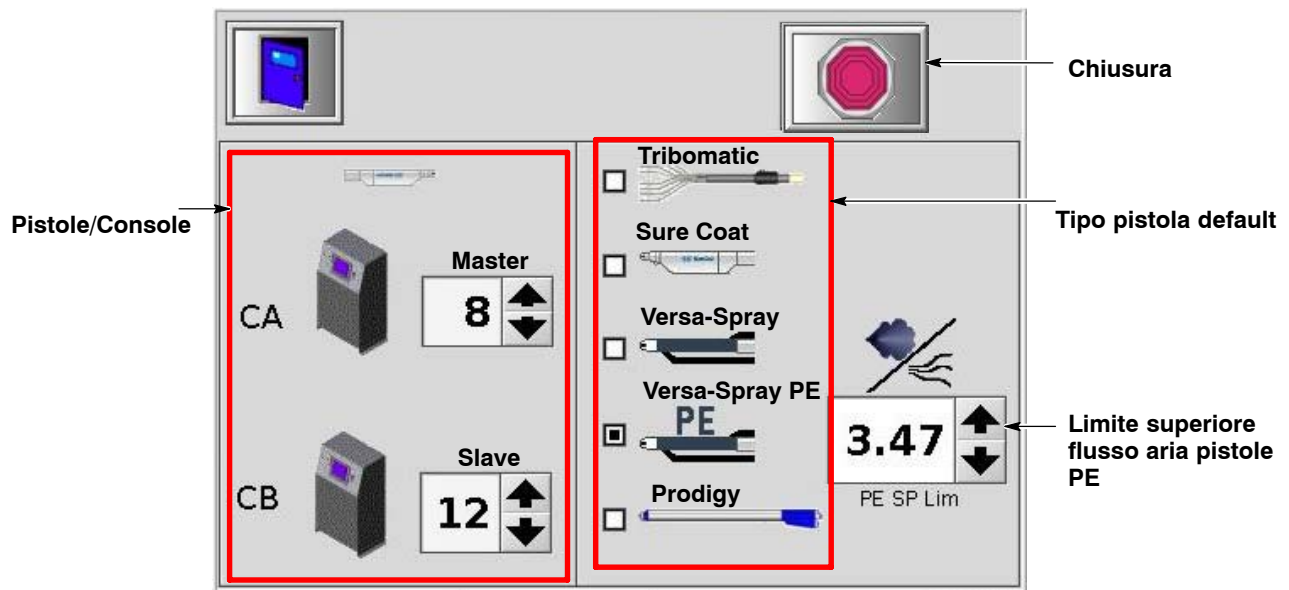 Chiusura
Pistole/Console
Tipo pistola default
Tribomatic
Sure Coat
Versa-Spray
Versa-Spray PE
PE
Prodigy
Master
CA
8
Slave
CB
12
3.47
PE SP Lim
Limite superiore
flusso aria pistole
PE